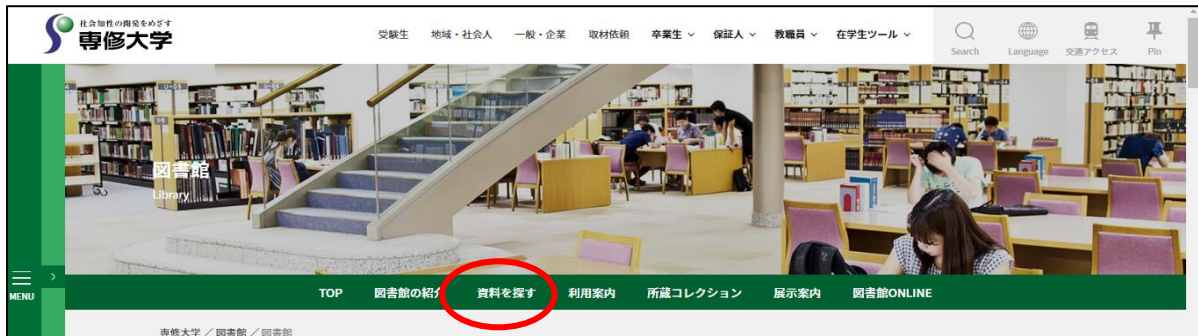 社会知性の開発をめざす
専修大学
受験生 地域・社会人 一般・企業 取材依頼 卒業生 保証人 教職員 在学生ツール
Search Language 交通アクセス Pin
図書館
Library
MENU
TOP 図書館の紹介 資料を探す 利用案内 所蔵コレクション 展示案内 図書館ONLINE
専修大学 / 図書館 / 図書館